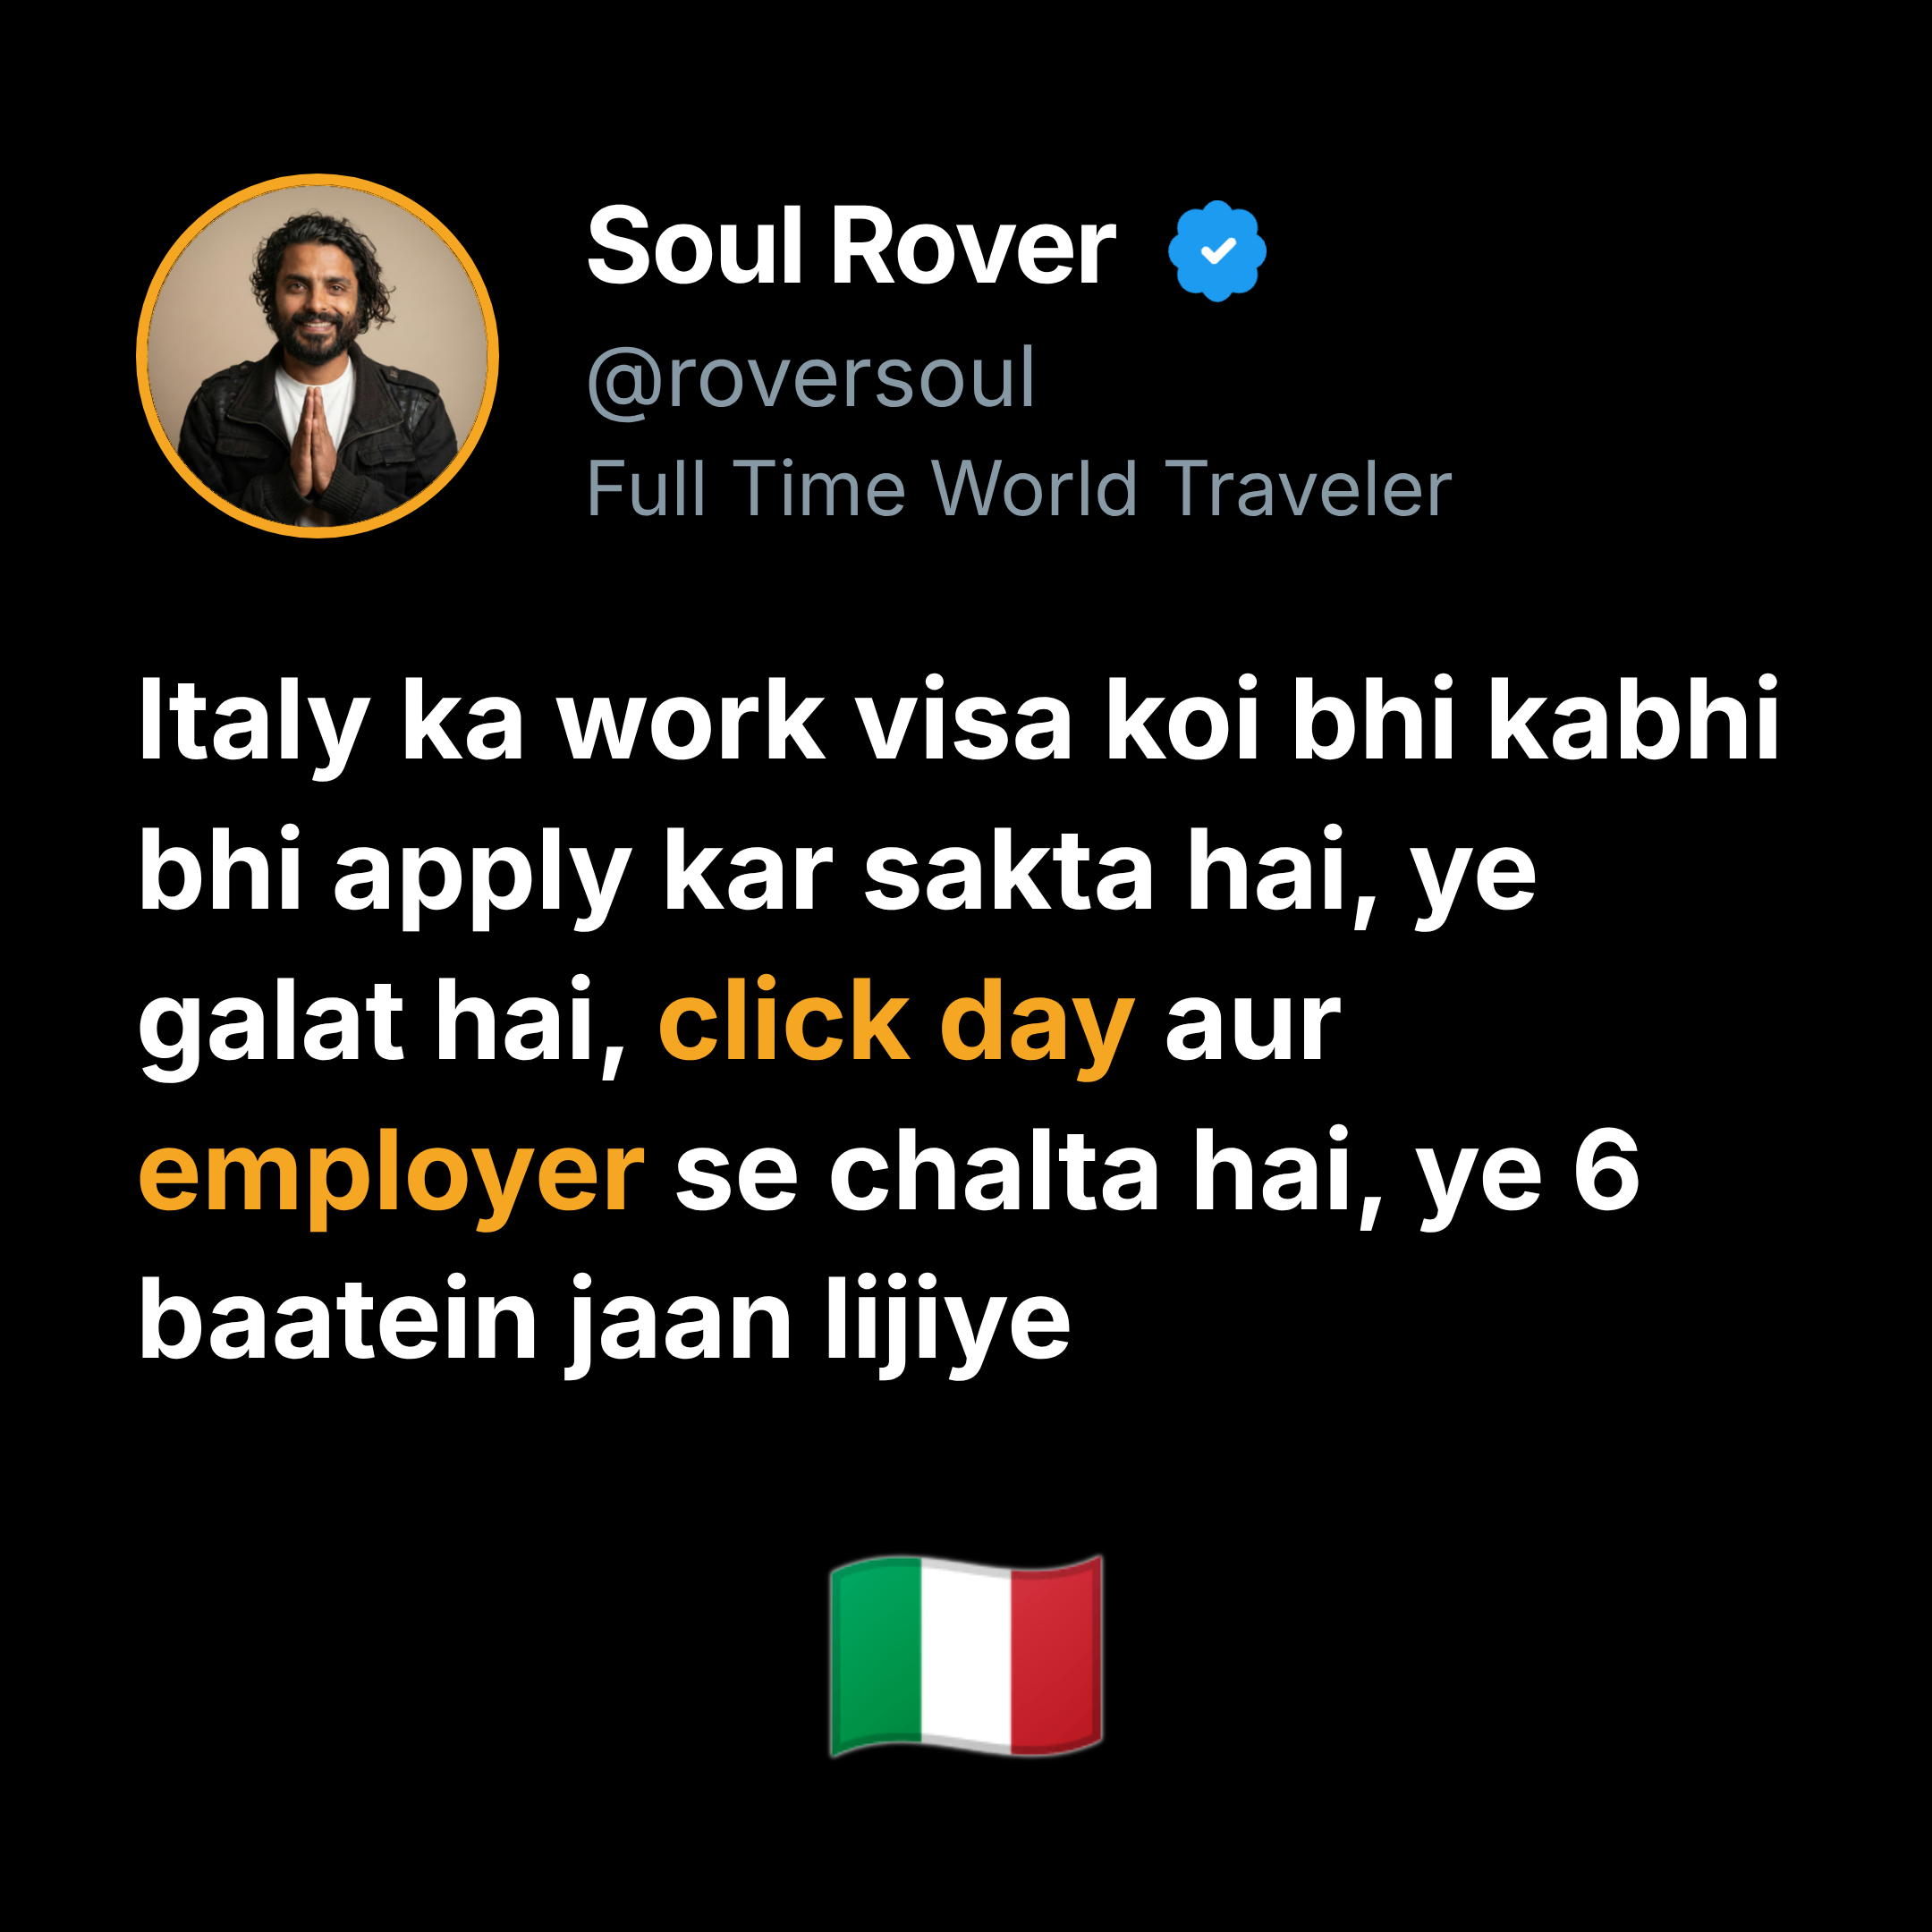 Soul Rover
@roversoul
Full Time World Traveler
Italy ka work visa koi bhi kabhi
bhi apply kar sakta hai, ye
galat hai, click day aur
employer se chalta hai, ye 6
baatein jaan lijiye